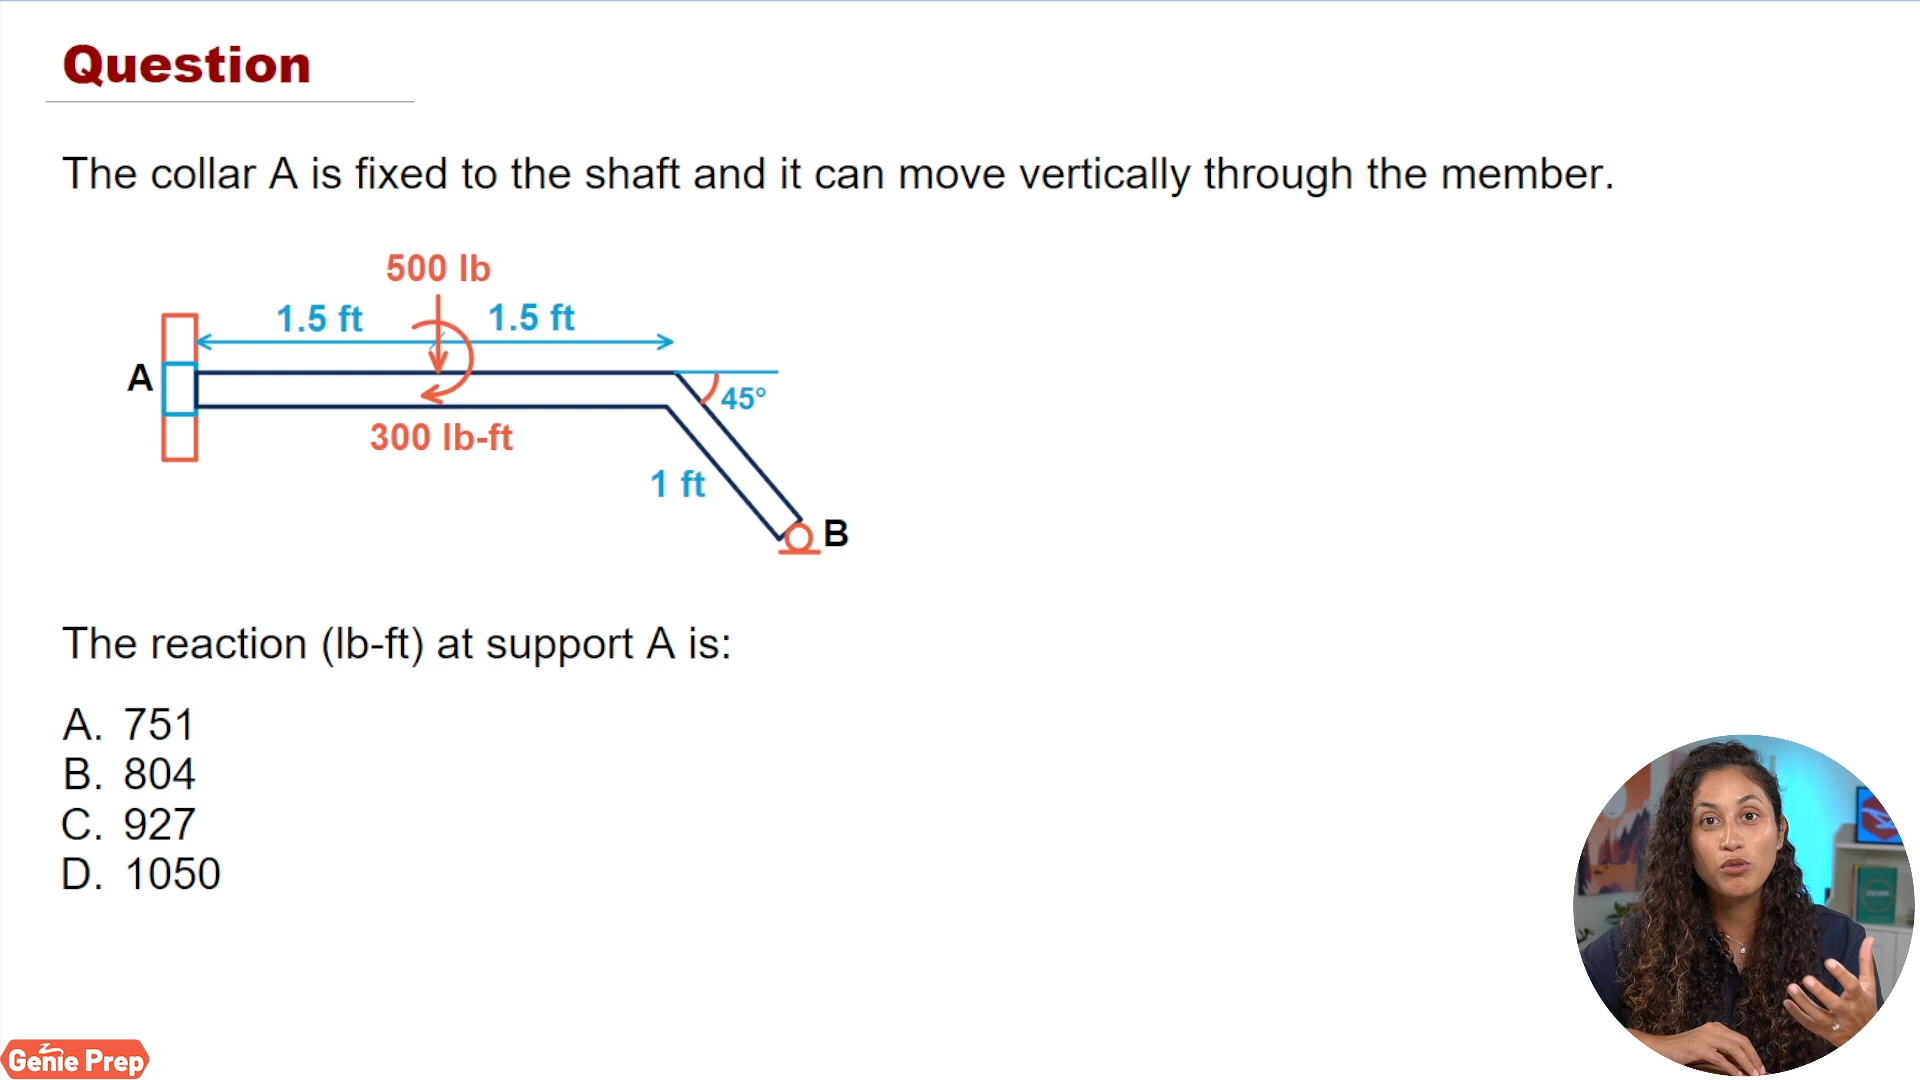 Question
The collar A is fixed to the shaft and it can move vertically through the member.
500 lb
1.5 ft
1.5 ft
A
45°
300 lb-ft
1 ft
B
The reaction (lb-ft) at support A is:
A. 751
B. 804
C. 927
D. 1050
Genie Prep